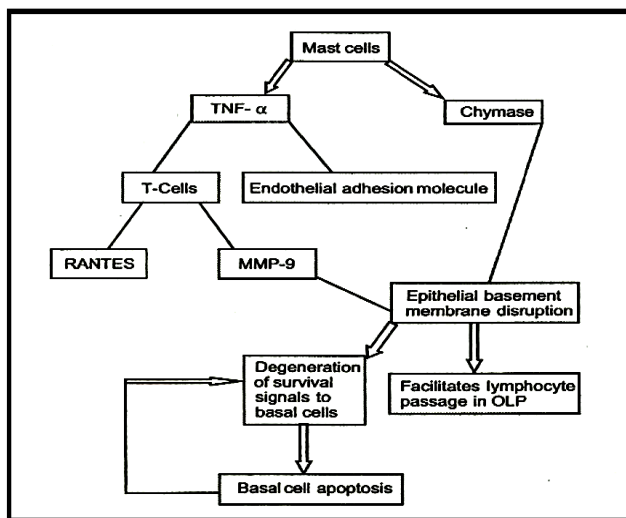 Mast cells
TNF- α
Chymase
T-Cells
Endothelial adhesion molecule
RANTES
MMP-9
Epithelial basement
membrane disruption
Degeneration
of survival
signals to
basal cells
Facilitates lymphocyte
passage in OLP
Basal cell apoptosis